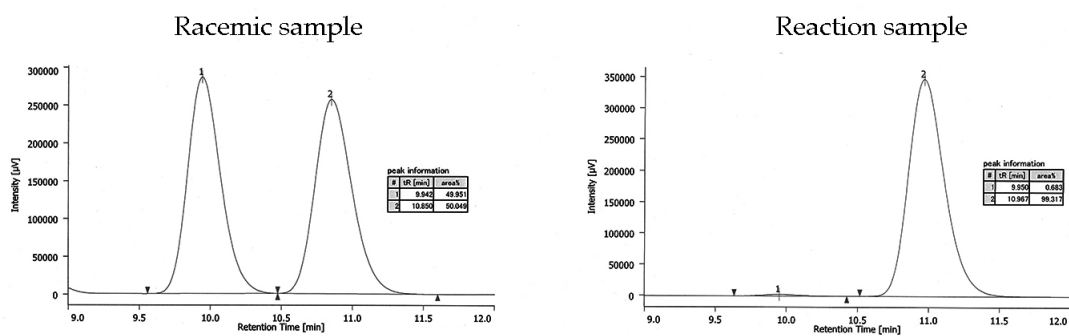 Racemic sample
300000
250000
200000
150000
100000
50000
0
Intensity [µV]
1
2
peak information
# tR [min] area%
1 9.942 49.951
2 10.850 50.049
9.0 9.5 10.0 10.5 11.0 11.5 12.0
Retention Time [min]
Reaction sample
350000
300000
250000
200000
150000
100000
50000
0
Intensity [µV]
1
2
peak information
# tR [min] area%
1 9.950 0.683
2 10.967 99.317
9.0 9.5 10.0 10.5 11.0 11.5 12.0
Retention Time [min]